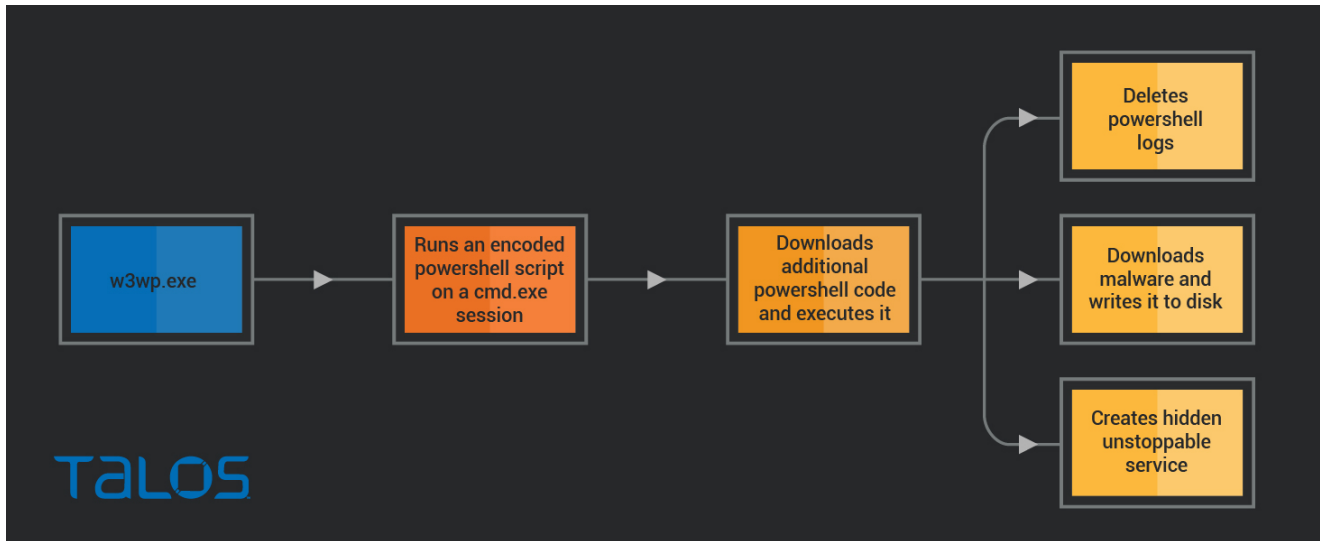 Deletes
powershell
logs
w3wp.exe
Runs an encoded
powershell script
on a cmd.exe
session
Downloads
additional
powershell code
and executes it
Downloads
malware and
writes it to disk
Creates hidden
unstoppable
service
TALOS